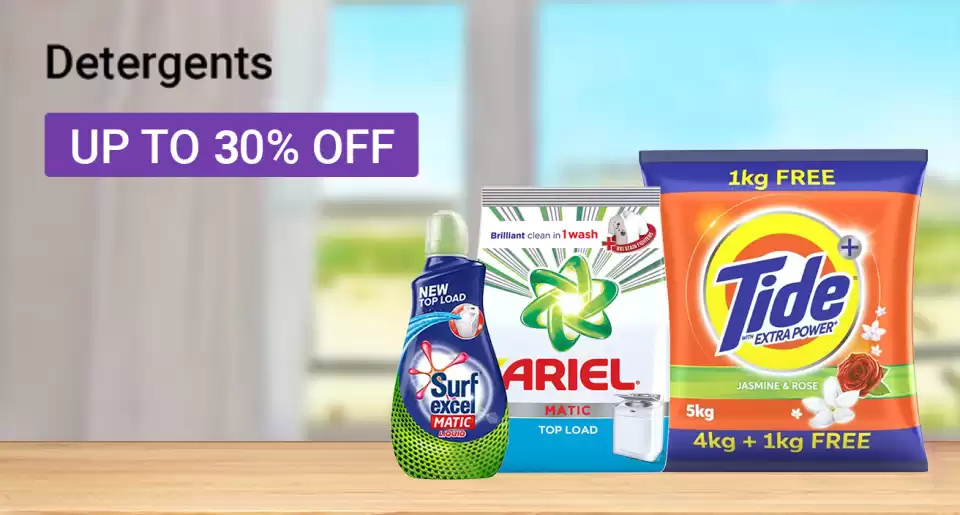 Detergents
UP TO 30% OFF
NEW
TOP LOAD
Surf
excel
MATIC
LIQUID
Brilliant clean in 1 wash
ARIEL
MATIC
TOP LOAD
1kg FREE
Tide
+
WITH EXTRA POWER+
JASMINE & ROSE
5kg
4kg + 1kg FREE